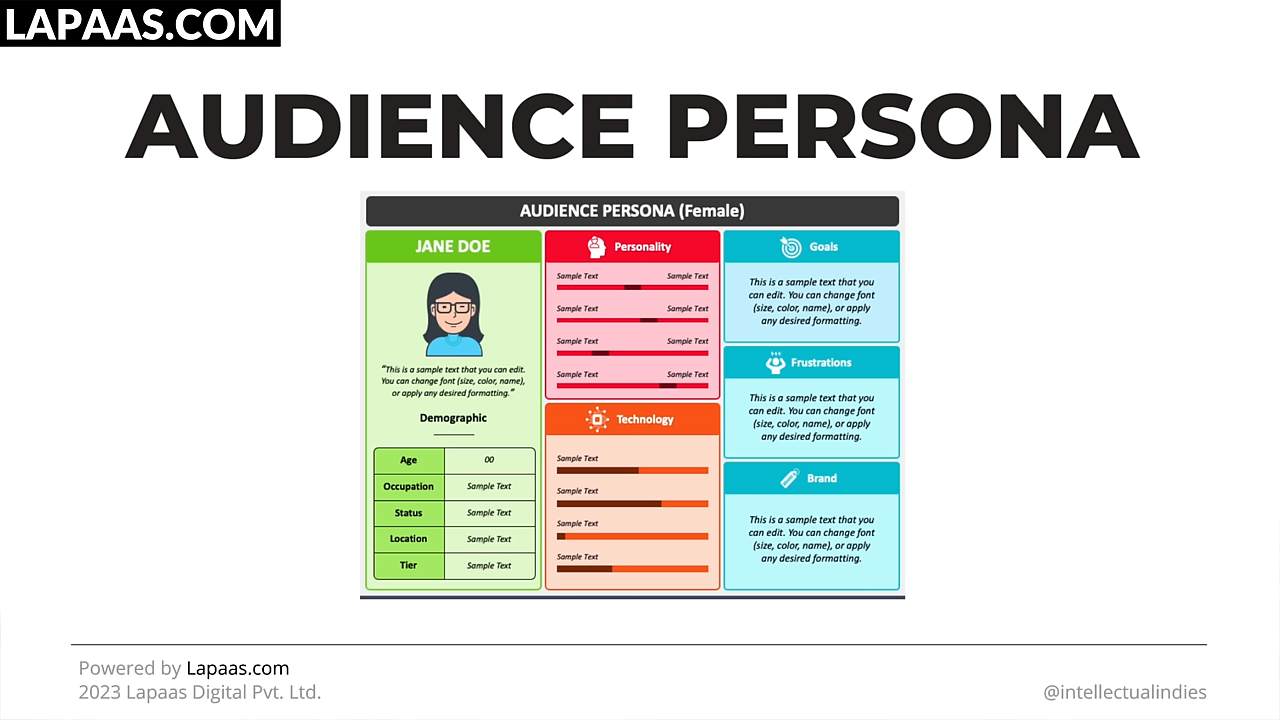 LAPAAS.COM
AUDIENCE PERSONA
AUDIENCE PERSONA (Female)
JANE DOE
“This is a sample text that you can edit.
You can change font (size, color, name),
or apply any desired formatting.”
Demographic
Age 00
Occupation Sample Text
Status Sample Text
Location Sample Text
Tier Sample Text
Personality
Sample Text Sample Text
Sample Text Sample Text
Sample Text Sample Text
Sample Text Sample Text
Technology
Sample Text
Sample Text
Sample Text
Sample Text
Goals
This is a sample text that you
can edit. You can change font
(size, color, name), or apply
any desired formatting.
Frustrations
This is a sample text that you
can edit. You can change font
(size, color, name), or apply
any desired formatting.
Brand
This is a sample text that you
can edit. You can change font
(size, color, name), or apply
any desired formatting.
Powered by Lapaas.com
2023 Lapaas Digital Pvt. Ltd.
@intellectualindies